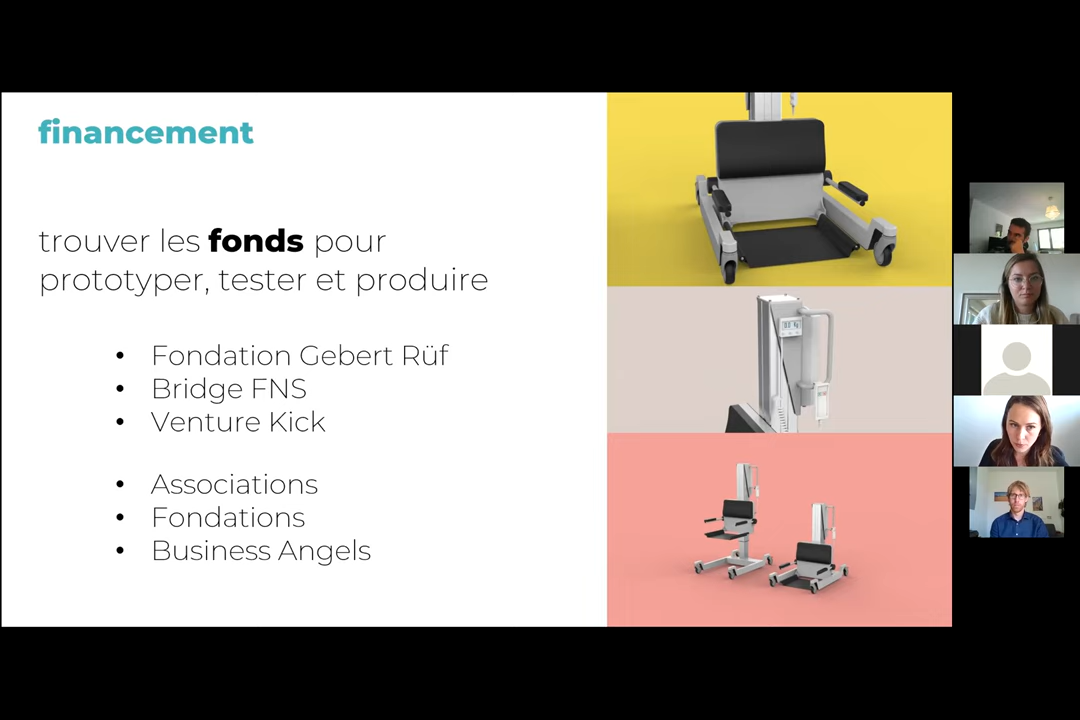 financement
trouver les fonds pour
prototyper, tester et produire
• Fondation Gebert Rüf
• Bridge FNS
• Venture Kick
• Associations
• Fondations
• Business Angels